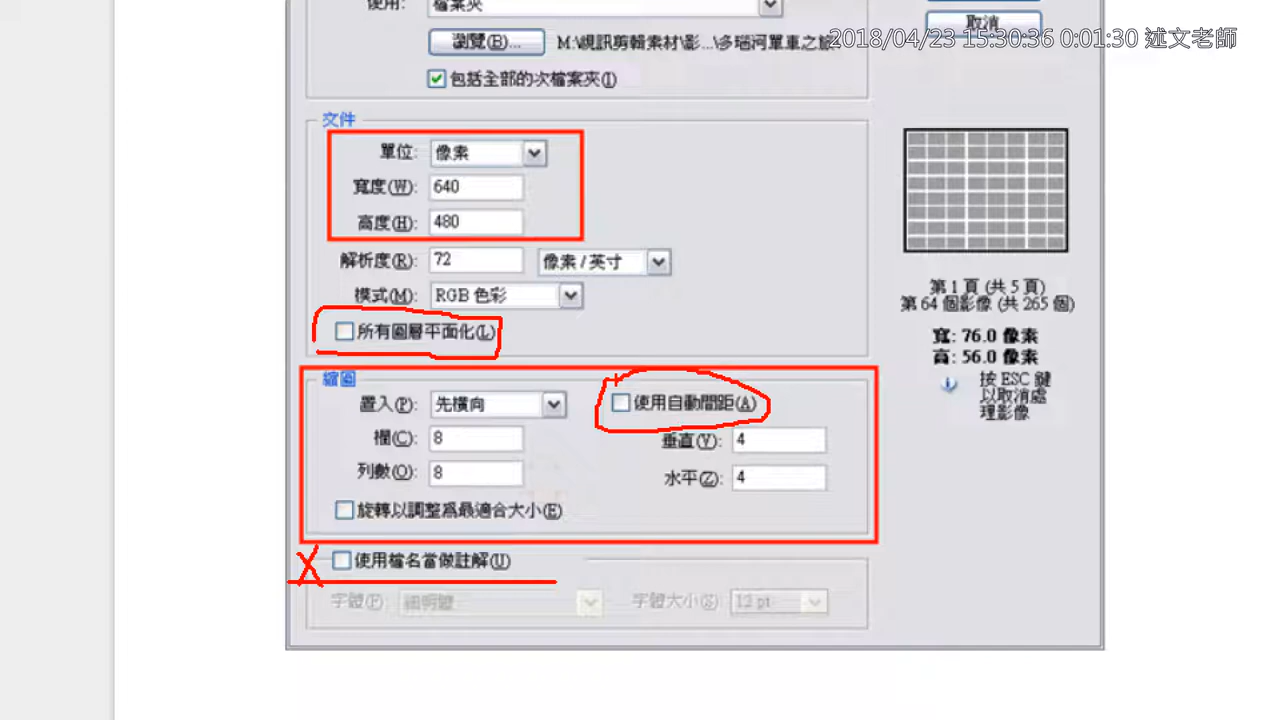 使用: 檔案夾
取消
瀏覽(B)... M:\視訊剪輯素材\影...\多瑙河單車之旅
2018/04/23 15:30:36 0:01:30 述文老師
包括全部的次檔案夾(I)
文件
單位: 像素
寬度(W): 640
高度(H): 480
解析度(R): 72 像素 / 英寸
模式(M): RGB 色彩
所有圖層平面化(L)
第 1 頁 (共 5 頁)
第 64 個影像 (共 265 個)
寬: 76.0 像素
高: 56.0 像素
按 ESC 鍵
以取消處
理影像
縮圖
置入(P): 先橫向 使用自動間距(A)
欄(C): 8 垂直(V): 4
列數(O): 8 水平(Z): 4
旋轉以調整為最適合大小(E)
X 使用檔名當做註解(U)
字體(F): 細明體 字體大小(S): 12 pt